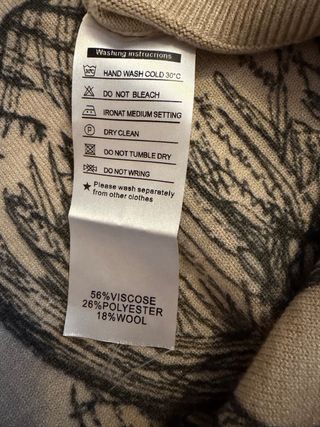 Washing instructions
30°C HAND WASH COLD 30°C
DO NOT BLEACH
IRONAT MEDIUM SETTING
P DRY CLEAN
DO NOT TUMBLE DRY
DO NOT WRING
★ Please wash separately
from other clothes
56%VISCOSE
26%POLYESTER
18%WOOL